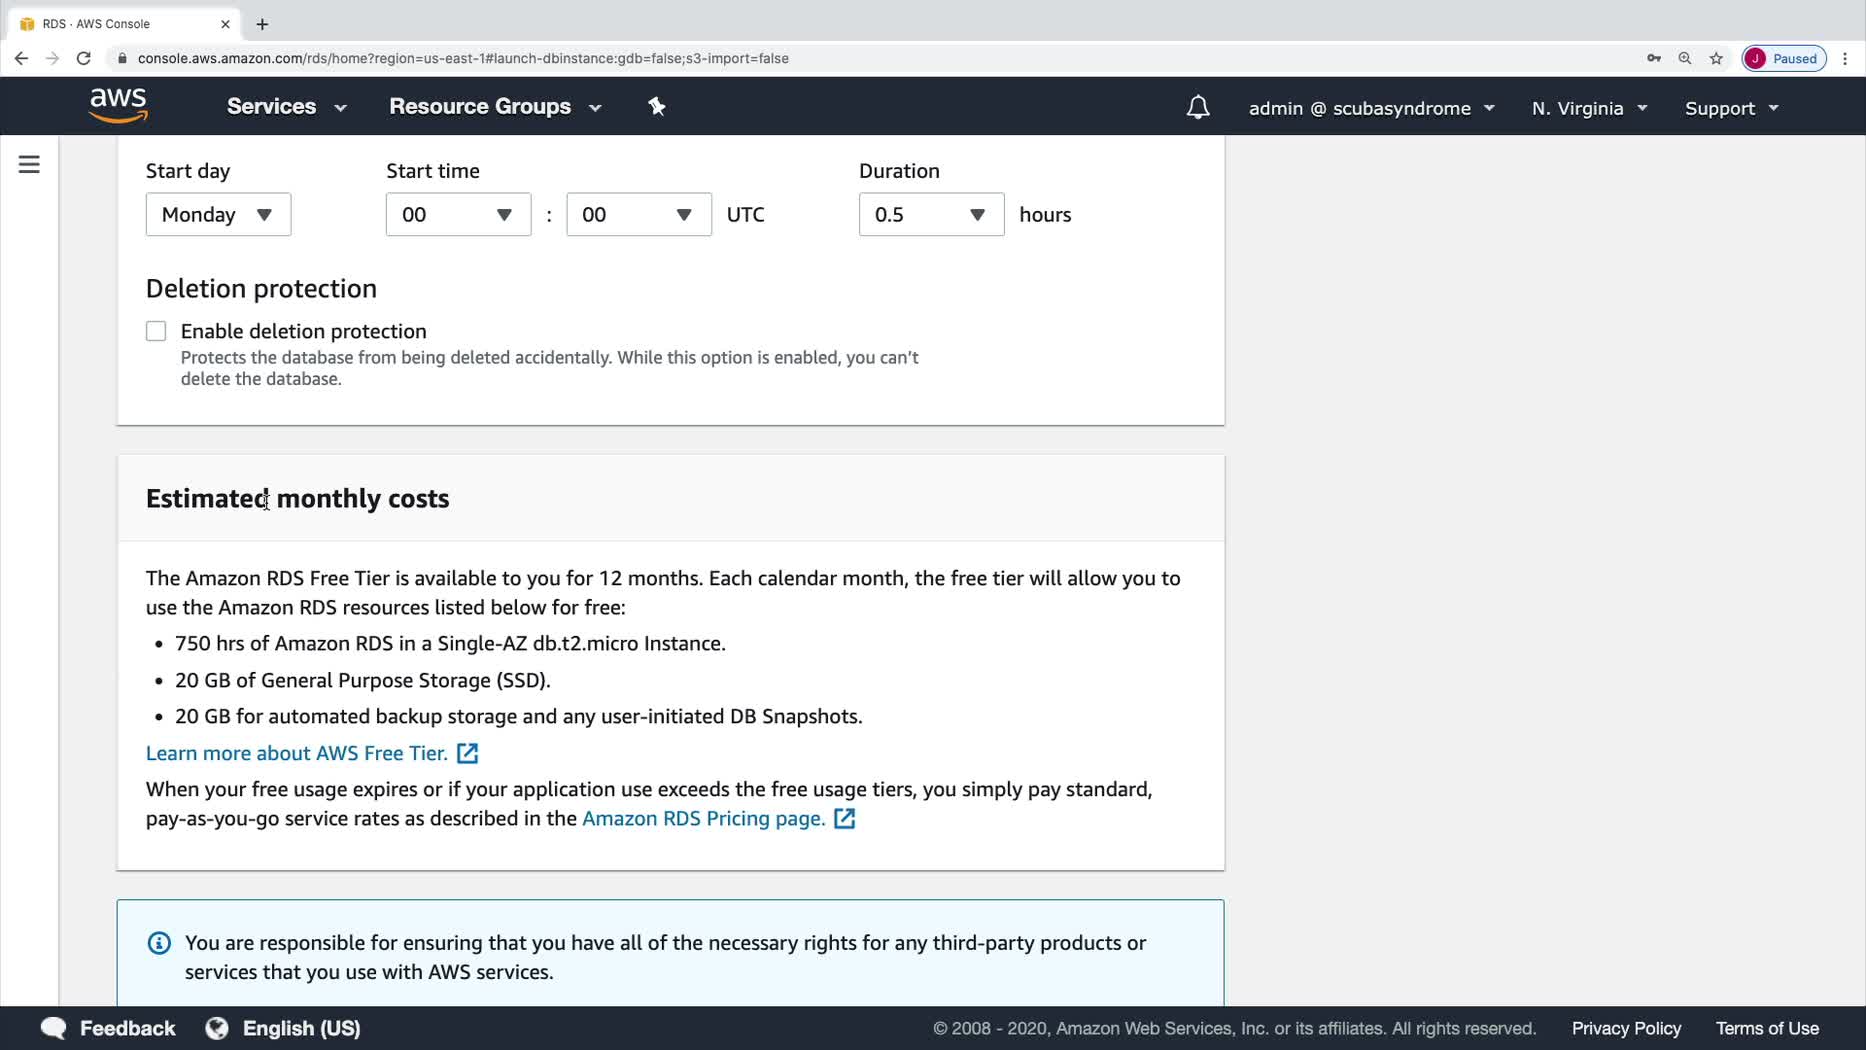 RDS · AWS Console
console.aws.amazon.com/rds/home?region=us-east-1#launch-dbinstance:gdb=false;s3-import=false
J Paused
aws Services Resource Groups admin @ scubasyndrome N. Virginia Support
Start day Start time Duration
Monday 00 : 00 UTC 0.5 hours
Deletion protection
Enable deletion protection
Protects the database from being deleted accidentally. While this option is enabled, you can't
delete the database.
Estimated monthly costs
The Amazon RDS Free Tier is available to you for 12 months. Each calendar month, the free tier will allow you to
use the Amazon RDS resources listed below for free:
• 750 hrs of Amazon RDS in a Single-AZ db.t2.micro Instance.
• 20 GB of General Purpose Storage (SSD).
• 20 GB for automated backup storage and any user-initiated DB Snapshots.
Learn more about AWS Free Tier.
When your free usage expires or if your application use exceeds the free usage tiers, you simply pay standard,
pay-as-you-go service rates as described in the Amazon RDS Pricing page.
You are responsible for ensuring that you have all of the necessary rights for any third-party products or
services that you use with AWS services.
Feedback English (US) © 2008 - 2020, Amazon Web Services, Inc. or its affiliates. All rights reserved. Privacy Policy Terms of Use